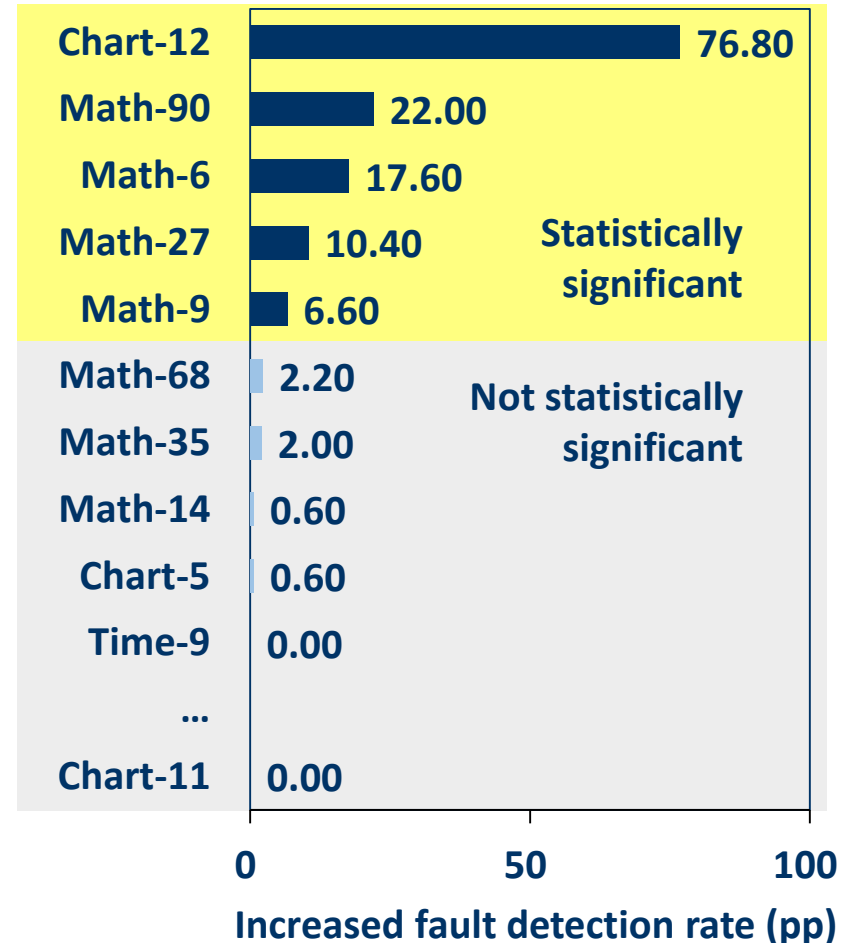 Chart-12 76.80
Math-90 22.00
Math-6 17.60
Math-27 10.40
Statistically
significant
Math-9 6.60
Math-68 2.20
Not statistically
significant
Math-35 2.00
Math-14 0.60
Chart-5 0.60
Time-9 0.00
...
Chart-11 0.00
0 50 100
Increased fault detection rate (pp)